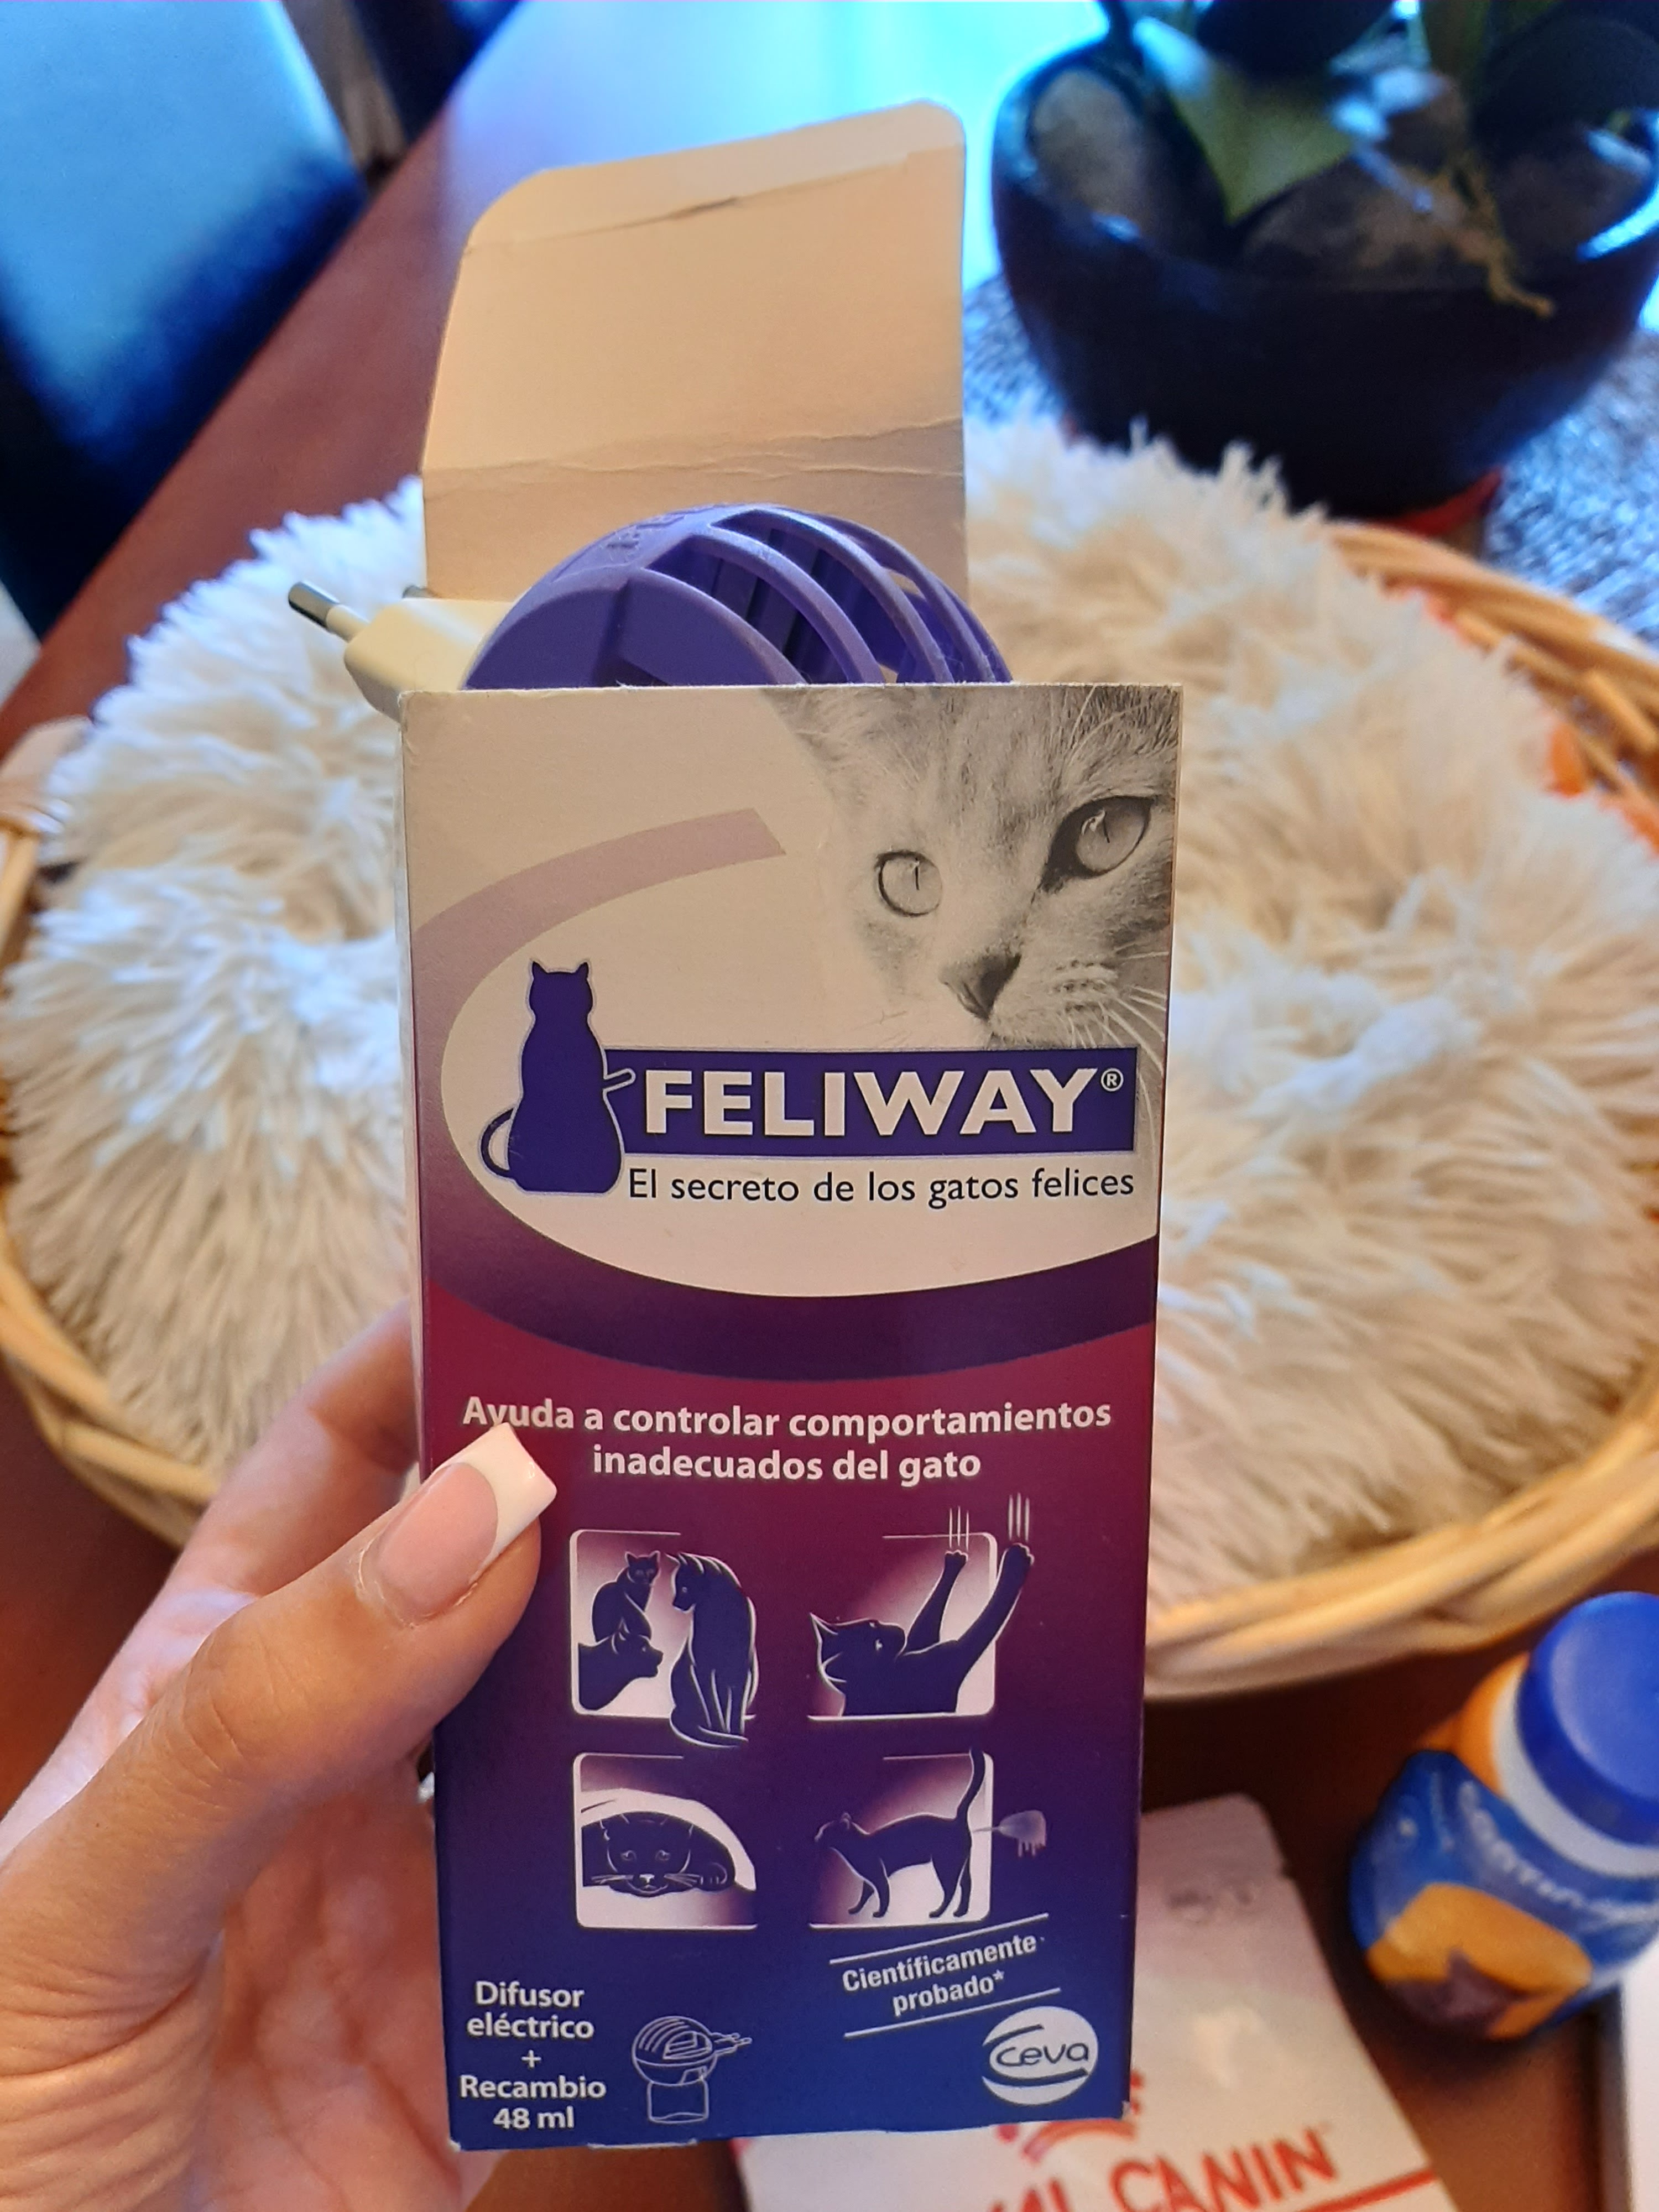 FELIWAY®
El secreto de los gatos felices
Ayuda a controlar comportamientos
inadecuados del gato
Científicamente
probado*
Difusor
eléctrico
+
Recambio
48 ml
ceva
CANIN